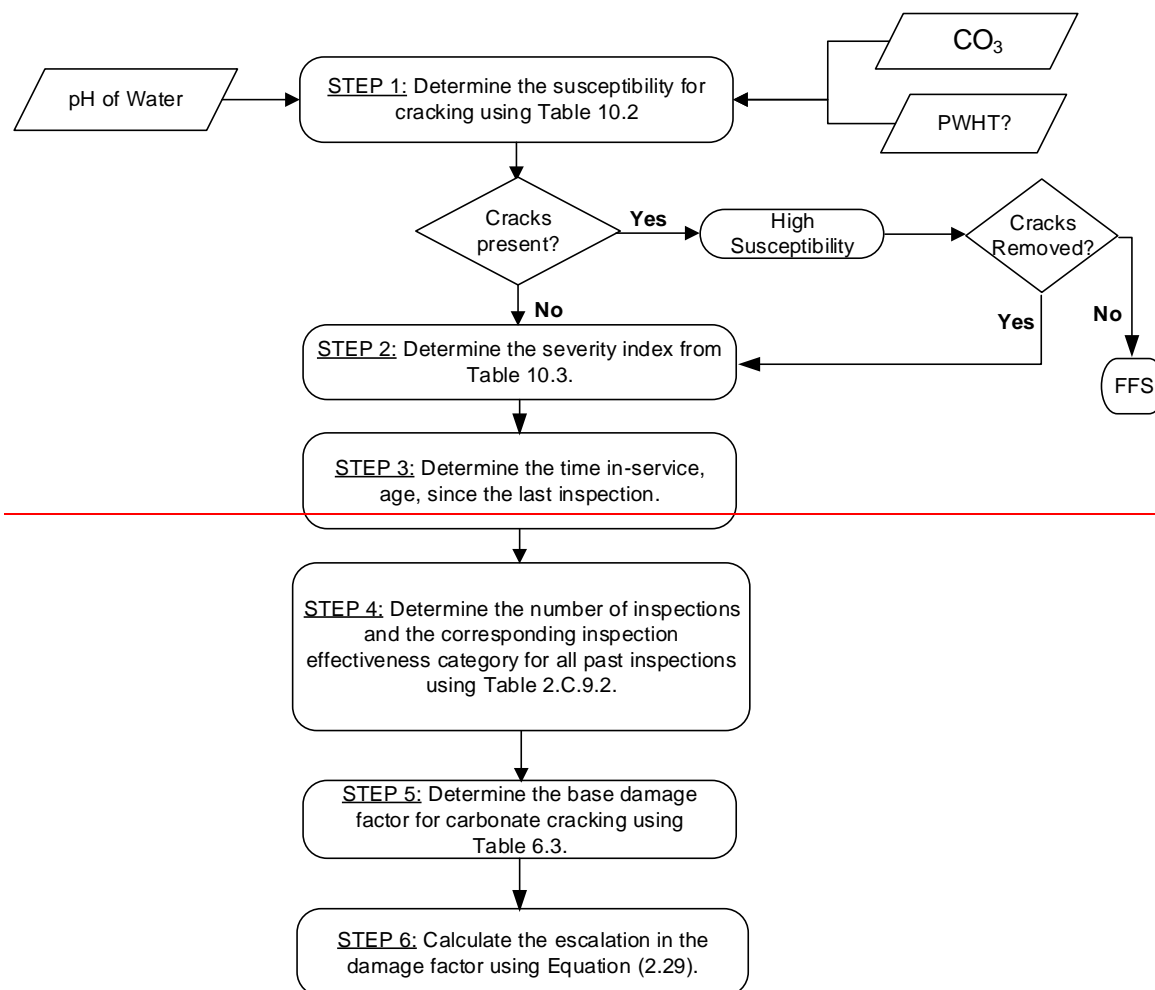 CO₃
pH of Water
STEP 1: Determine the susceptibility for
cracking using Table 10.2
PWHT?
Cracks
present?
Yes
High
Susceptibility
Cracks
Removed?
No
Yes
No
STEP 2: Determine the severity index from
Table 10.3.
FFS
STEP 3: Determine the time in-service,
age, since the last inspection.
STEP 4: Determine the number of inspections
and the corresponding inspection
effectiveness category for all past inspections
using Table 2.C.9.2.
STEP 5: Determine the base damage
factor for carbonate cracking using
Table 6.3.
STEP 6: Calculate the escalation in the
damage factor using Equation (2.29).